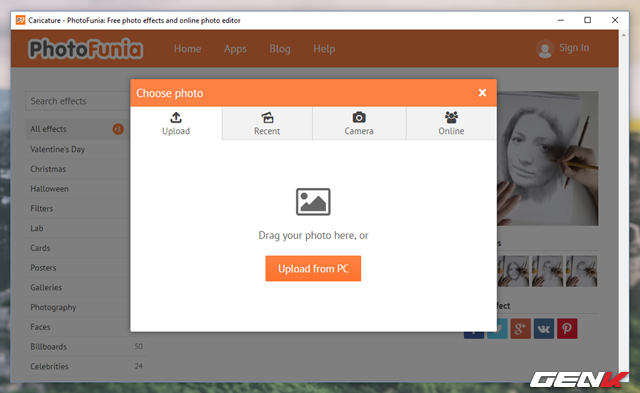 Caricature - PhotoFunia: Free photo effects and online photo editor
PhotoFunia
Home Apps Blog Help Sign In
Search effects
Choose photo
Upload Recent Camera Online
Drag your photo here, or
Upload from PC
All effects
Valentine's Day
Christmas
Halloween
Filters
Lab
Cards
Posters
Galleries
Photography
Faces
Billboards 50
Celebrities 24
GENK